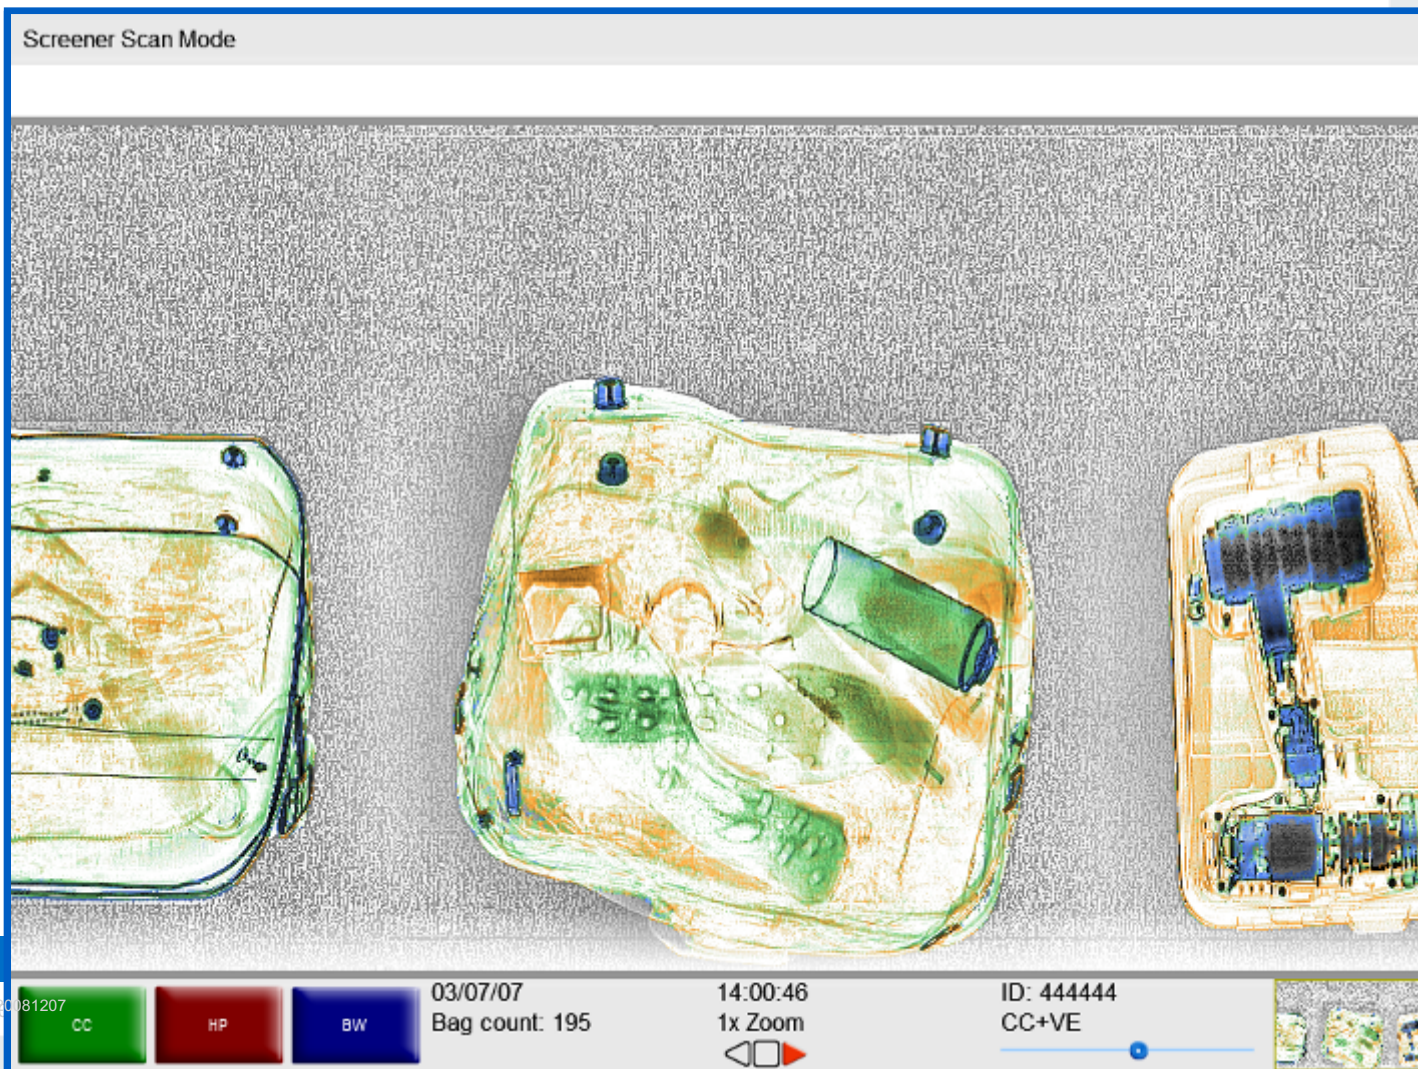 Screener Scan Mode
03/07/07
14:00:46
ID: 444444
Bag count: 195
1x Zoom
CC+VE
CC
HP
BW